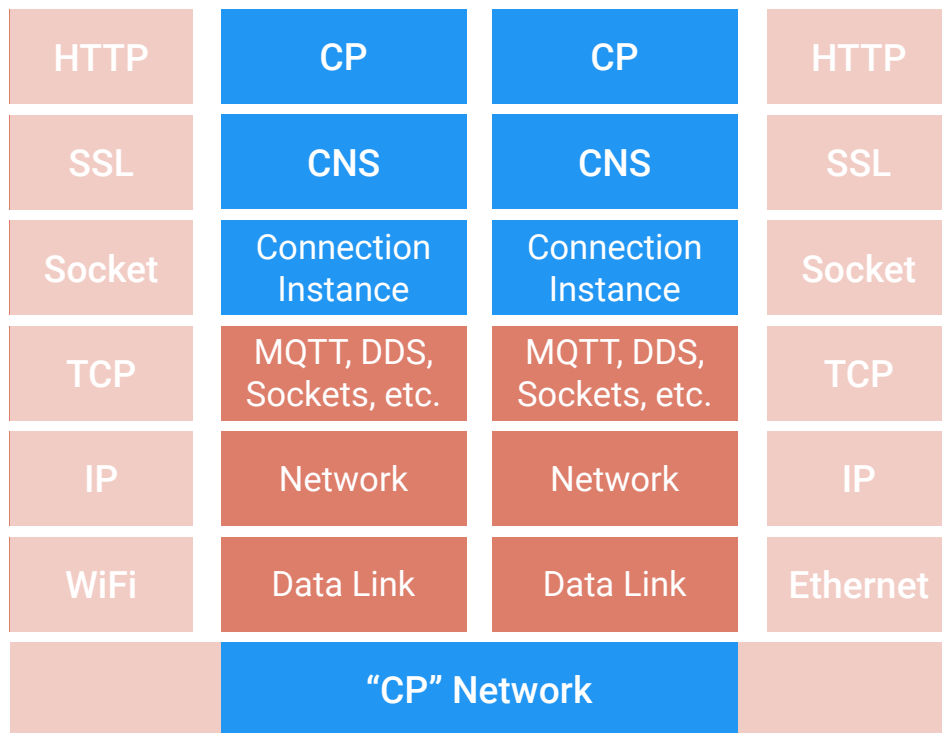 HTTP
CP
CP
HTTP
SSL
CNS
CNS
SSL
Socket
Connection
Instance
Connection
Instance
Socket
TCP
MQTT, DDS,
Sockets, etc.
MQTT, DDS,
Sockets, etc.
TCP
IP
Network
Network
IP
WiFi
Data Link
Data Link
Ethernet
“CP” Network